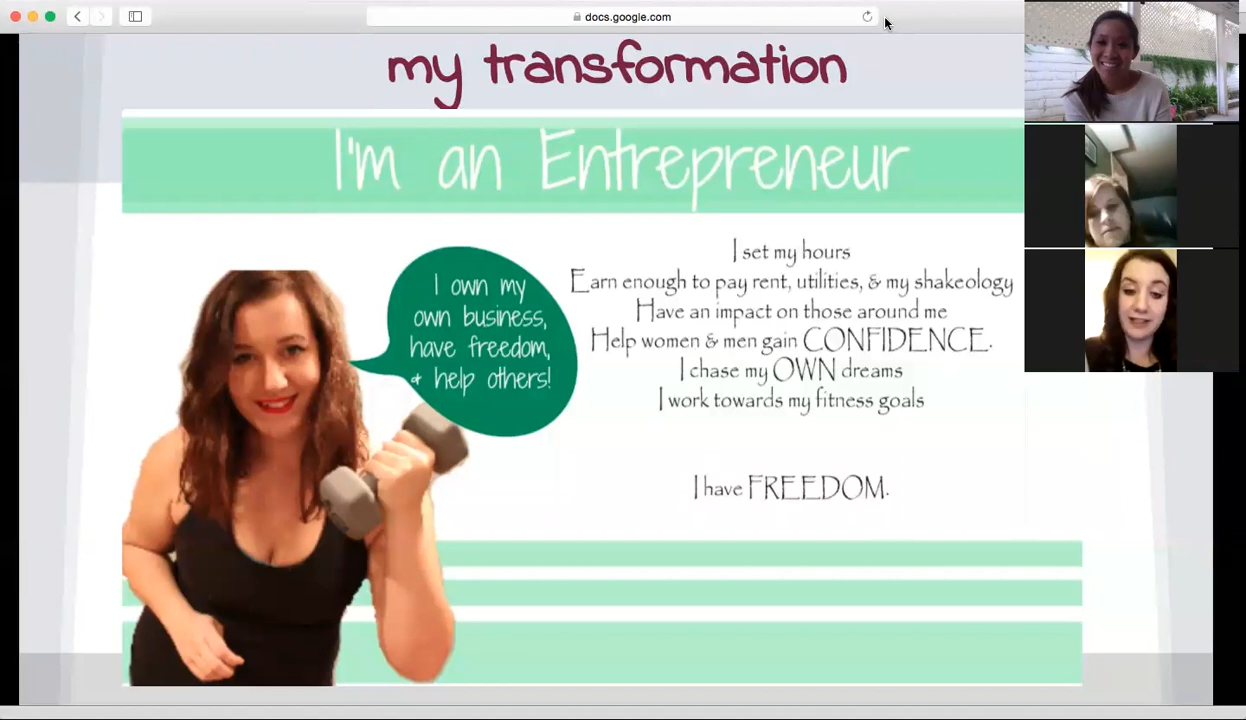 docs.google.com
my transformation
I'm an Entrepreneur
I own my
own business,
have freedom,
& help others!
I set my hours
Earn enough to pay rent, utilities, & my shakeology
Have an impact on those around me
Help women & men gain CONFIDENCE.
I chase my OWN dreams
I work towards my fitness goals
I have FREEDOM.